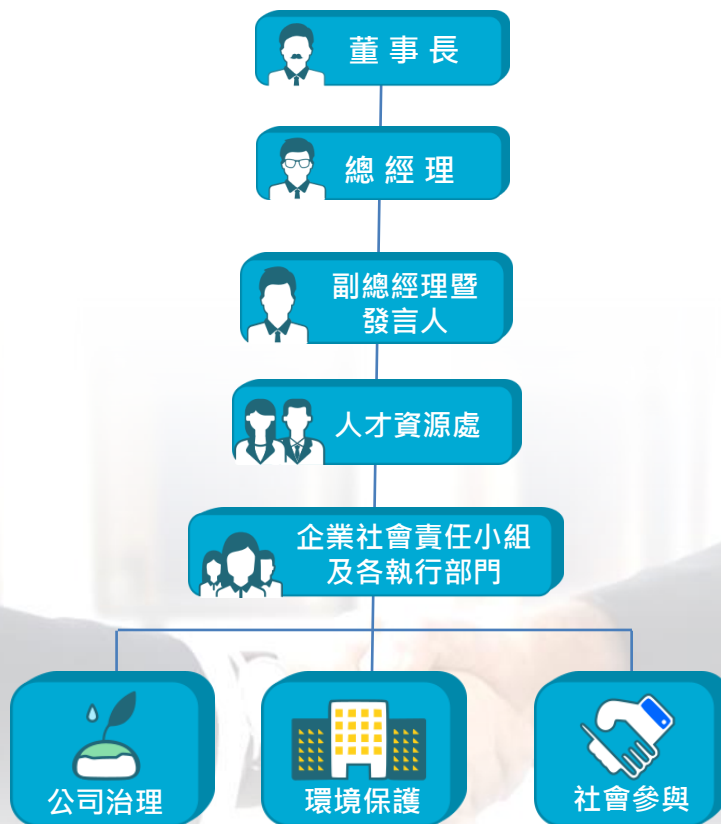 董事長
總經理
副總經理暨
發言人
人才資源處
企業社會責任小組
及各執行部門
公司治理
環境保護
社會參與